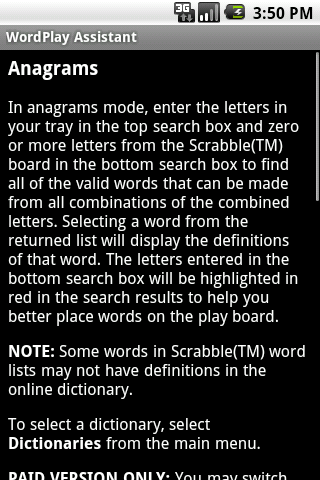 3G 3:50 PM
WordPlay Assistant
Anagrams
In anagrams mode, enter the letters in
your tray in the top search box and zero
or more letters from the Scrabble(TM)
board in the bottom search box to find
all of the valid words that can be made
from all combinations of the combined
letters. Selecting a word from the
returned list will display the definitions
of that word. The letters entered in the
bottom search box will be highlighted in
red in the search results to help you
better place words on the play board.
NOTE: Some words in Scrabble(TM) word
lists may not have definitions in the
online dictionary.
To select a dictionary, select
Dictionaries from the main menu.
PAID VERSION ONLY: You may switch